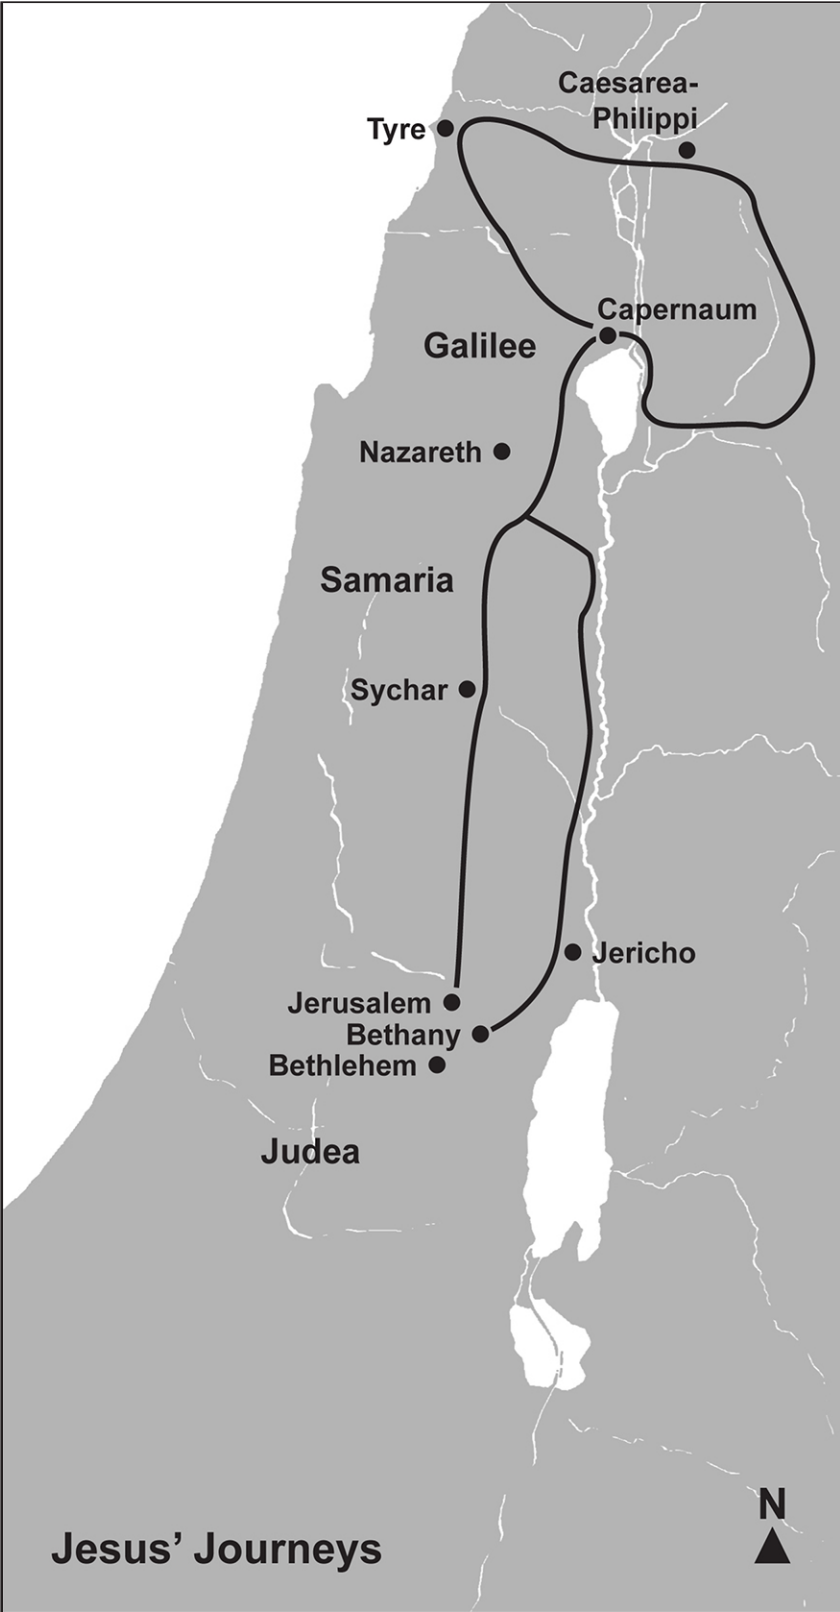 Caesarea-
Philippi
Tyre
Capernaum
Galilee
Nazareth
Samaria
Sychar
Jericho
Jerusalem
Bethany
Bethlehem
Judea
N
Jesus’ Journeys